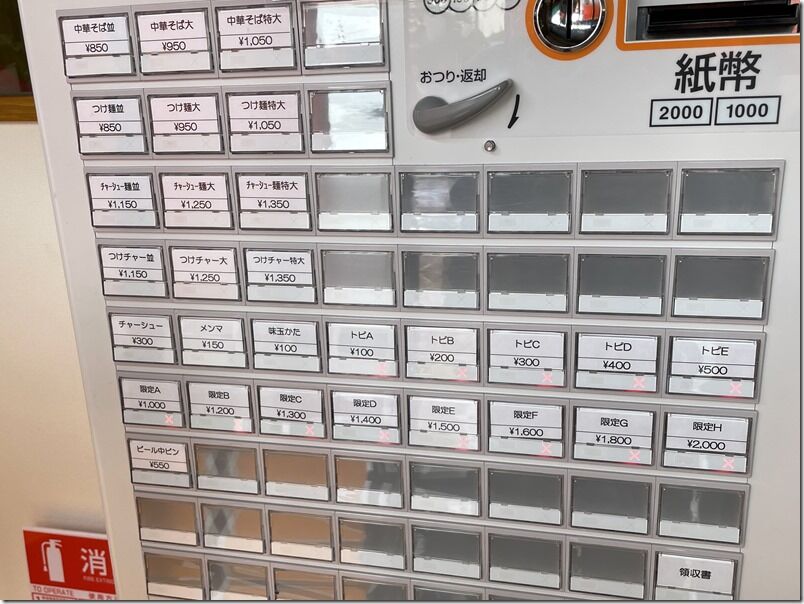 中華そば並
¥850
中華そば大
¥950
中華そば特大
¥1,050
おつり・返却
紙幣
2000 1000
つけ麺並
¥850
つけ麺大
¥950
つけ麺特大
¥1,050
ﾁｬｰｼｭｰ麺並
¥1,150
ﾁｬｰｼｭｰ麺大
¥1,250
ﾁｬｰｼｭｰ麺特大
¥1,350
つけチャー並
¥1,150
つけチャー大
¥1,250
つけチャー特大
¥1,350
チャーシュー
¥300
メンマ
¥150
味玉かた
¥100
トピA
¥100
トピB
¥200
トピC
¥300
トピD
¥400
トピE
¥500
限定A
¥1,000
限定B
¥1,200
限定C
¥1,300
限定D
¥1,400
限定E
¥1,500
限定F
¥1,600
限定G
¥1,800
限定H
¥2,000
ビール中ビン
¥550
領収書
消
FIRE EXTI
TO OPERATE